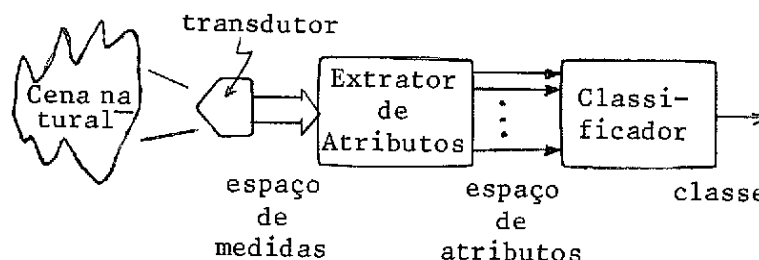 transdutor
Cena na
tural
Extrator
de
Atributos
Classi-
ficador
espaço
de
medidas
espaço
de
atributos
classe